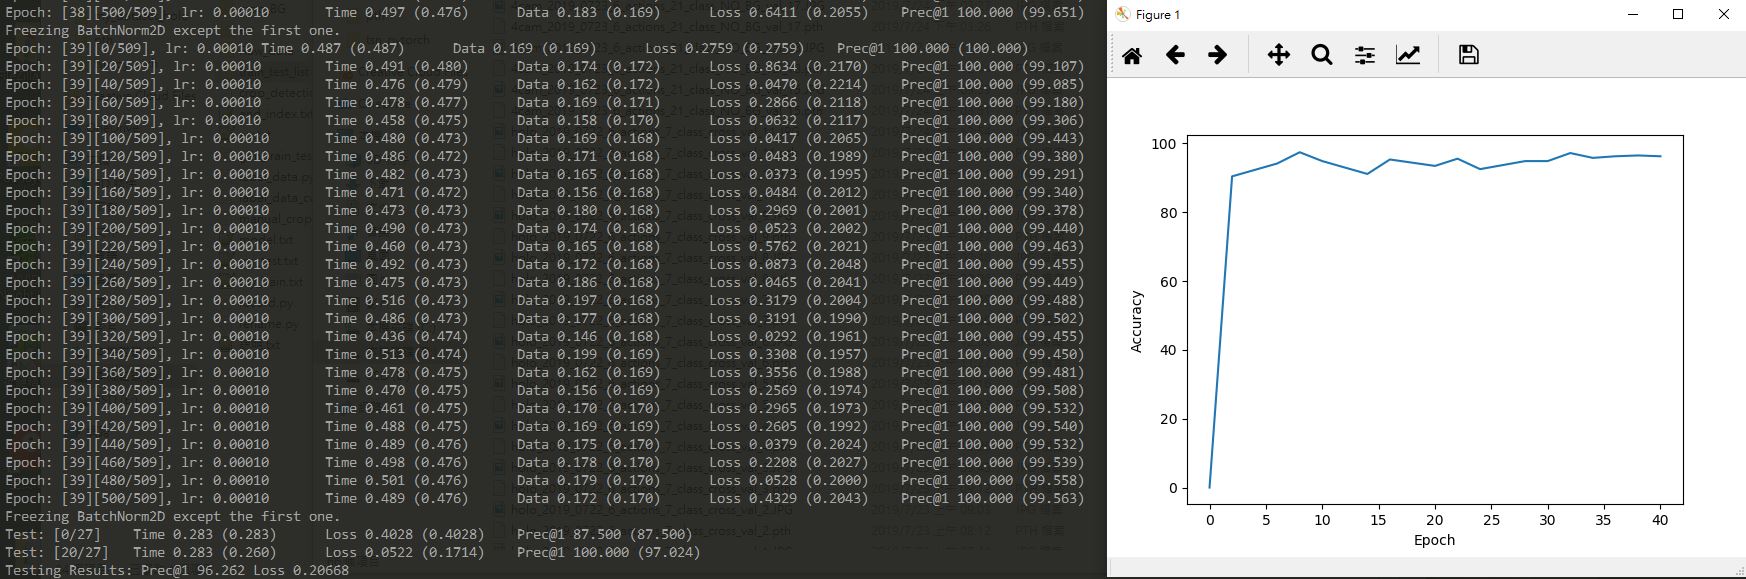 Epoch: [38][500/509], lr: 0.00010 Time 0.497 (0.476) Data 0.183 (0.169) Loss 0.6411 (0.2055) Prec@1 100.000 (99.651)
Freezing BatchNorm2D except the first one.
Epoch: [39][0/509], lr: 0.00010 Time 0.487 (0.487) Data 0.169 (0.169) Loss 0.2759 (0.2759) Prec@1 100.000 (100.000)
Epoch: [39][20/509], lr: 0.00010 Time 0.491 (0.480) Data 0.174 (0.172) Loss 0.8634 (0.2170) Prec@1 100.000 (99.107)
Epoch: [39][40/509], lr: 0.00010 Time 0.476 (0.479) Data 0.162 (0.172) Loss 0.0470 (0.2214) Prec@1 100.000 (99.085)
Epoch: [39][60/509], lr: 0.00010 Time 0.478 (0.477) Data 0.169 (0.171) Loss 0.2866 (0.2118) Prec@1 100.000 (99.180)
Epoch: [39][80/509], lr: 0.00010 Time 0.458 (0.475) Data 0.158 (0.170) Loss 0.0632 (0.2117) Prec@1 100.000 (99.306)
Epoch: [39][100/509], lr: 0.00010 Time 0.480 (0.473) Data 0.169 (0.168) Loss 0.0417 (0.2065) Prec@1 100.000 (99.443)
Epoch: [39][120/509], lr: 0.00010 Time 0.486 (0.472) Data 0.171 (0.168) Loss 0.0483 (0.1989) Prec@1 100.000 (99.380)
Epoch: [39][140/509], lr: 0.00010 Time 0.482 (0.473) Data 0.165 (0.168) Loss 0.0373 (0.1995) Prec@1 100.000 (99.291)
Epoch: [39][160/509], lr: 0.00010 Time 0.471 (0.472) Data 0.156 (0.168) Loss 0.0484 (0.2012) Prec@1 100.000 (99.340)
Epoch: [39][180/509], lr: 0.00010 Time 0.473 (0.473) Data 0.180 (0.168) Loss 0.2969 (0.2001) Prec@1 100.000 (99.378)
Epoch: [39][200/509], lr: 0.00010 Time 0.490 (0.473) Data 0.174 (0.168) Loss 0.0523 (0.2002) Prec@1 100.000 (99.440)
Epoch: [39][220/509], lr: 0.00010 Time 0.460 (0.473) Data 0.165 (0.168) Loss 0.5762 (0.2021) Prec@1 100.000 (99.463)
Epoch: [39][240/509], lr: 0.00010 Time 0.492 (0.473) Data 0.172 (0.168) Loss 0.0873 (0.2048) Prec@1 100.000 (99.455)
Epoch: [39][260/509], lr: 0.00010 Time 0.475 (0.473) Data 0.186 (0.168) Loss 0.0465 (0.2041) Prec@1 100.000 (99.449)
Epoch: [39][280/509], lr: 0.00010 Time 0.516 (0.473) Data 0.197 (0.168) Loss 0.3179 (0.2004) Prec@1 100.000 (99.488)
Epoch: [39][300/509], lr: 0.00010 Time 0.486 (0.473) Data 0.177 (0.168) Loss 0.3191 (0.1990) Prec@1 100.000 (99.502)
Epoch: [39][320/509], lr: 0.00010 Time 0.436 (0.474) Data 0.146 (0.168) Loss 0.0292 (0.1961) Prec@1 100.000 (99.455)
Epoch: [39][340/509], lr: 0.00010 Time 0.513 (0.474) Data 0.199 (0.169) Loss 0.3308 (0.1957) Prec@1 100.000 (99.450)
Epoch: [39][360/509], lr: 0.00010 Time 0.478 (0.475) Data 0.162 (0.169) Loss 0.3556 (0.1988) Prec@1 100.000 (99.481)
Epoch: [39][380/509], lr: 0.00010 Time 0.470 (0.475) Data 0.156 (0.169) Loss 0.2569 (0.1974) Prec@1 100.000 (99.508)
Epoch: [39][400/509], lr: 0.00010 Time 0.461 (0.475) Data 0.170 (0.170) Loss 0.2965 (0.1973) Prec@1 100.000 (99.532)
Epoch: [39][420/509], lr: 0.00010 Time 0.488 (0.475) Data 0.169 (0.169) Loss 0.2605 (0.1992) Prec@1 100.000 (99.540)
Epoch: [39][440/509], lr: 0.00010 Time 0.489 (0.476) Data 0.175 (0.170) Loss 0.0379 (0.2024) Prec@1 100.000 (99.532)
Epoch: [39][460/509], lr: 0.00010 Time 0.498 (0.476) Data 0.178 (0.170) Loss 0.2208 (0.2027) Prec@1 100.000 (99.539)
Epoch: [39][480/509], lr: 0.00010 Time 0.501 (0.476) Data 0.179 (0.170) Loss 0.0528 (0.2000) Prec@1 100.000 (99.558)
Epoch: [39][500/509], lr: 0.00010 Time 0.489 (0.476) Data 0.172 (0.170) Loss 0.4329 (0.2043) Prec@1 100.000 (99.563)
Freezing BatchNorm2D except the first one.
Test: [0/27] Time 0.283 (0.283) Loss 0.4028 (0.4028) Prec@1 87.500 (87.500)
Test: [20/27] Time 0.283 (0.260) Loss 0.0522 (0.1714) Prec@1 100.000 (97.024)
Testing Results: Prec@1 96.262 Loss 0.20668
Figure 1
100
80
60
40
20
0
Accuracy
0 5 10 15 20 25 30 35 40
Epoch